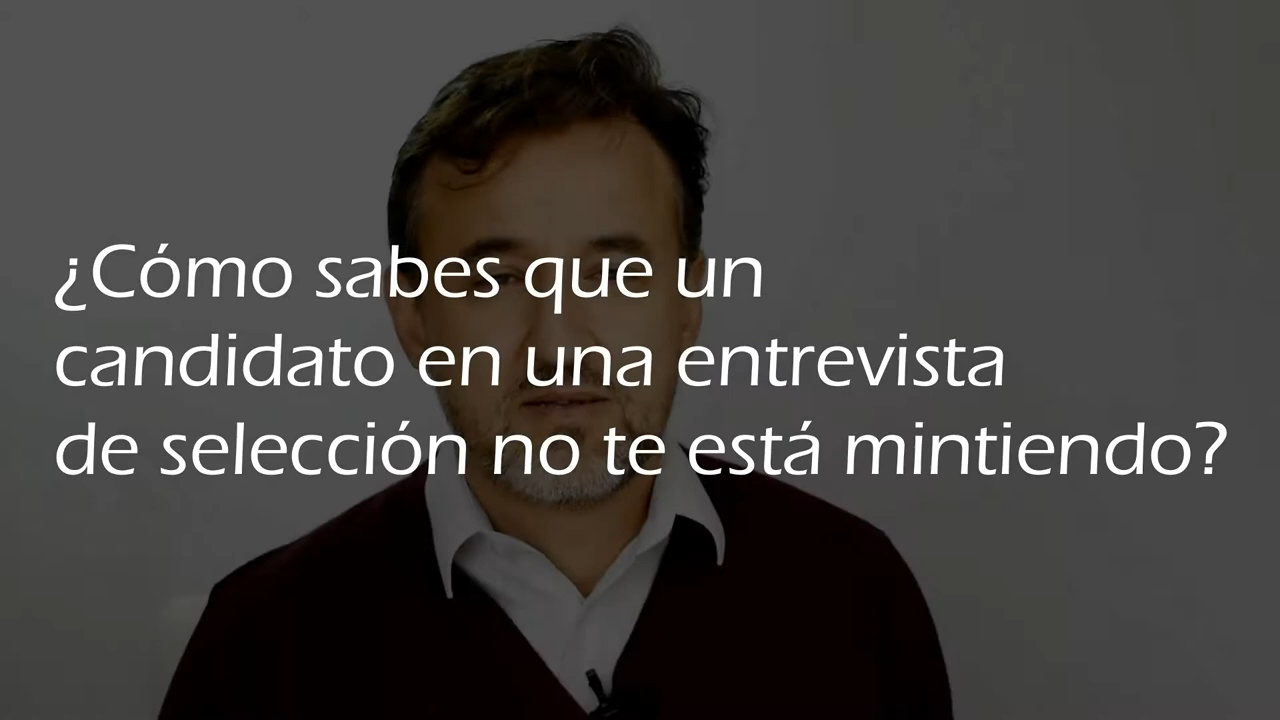 ¿Cómo sabes que un
candidato en una entrevista
de selección no te está mintiendo?